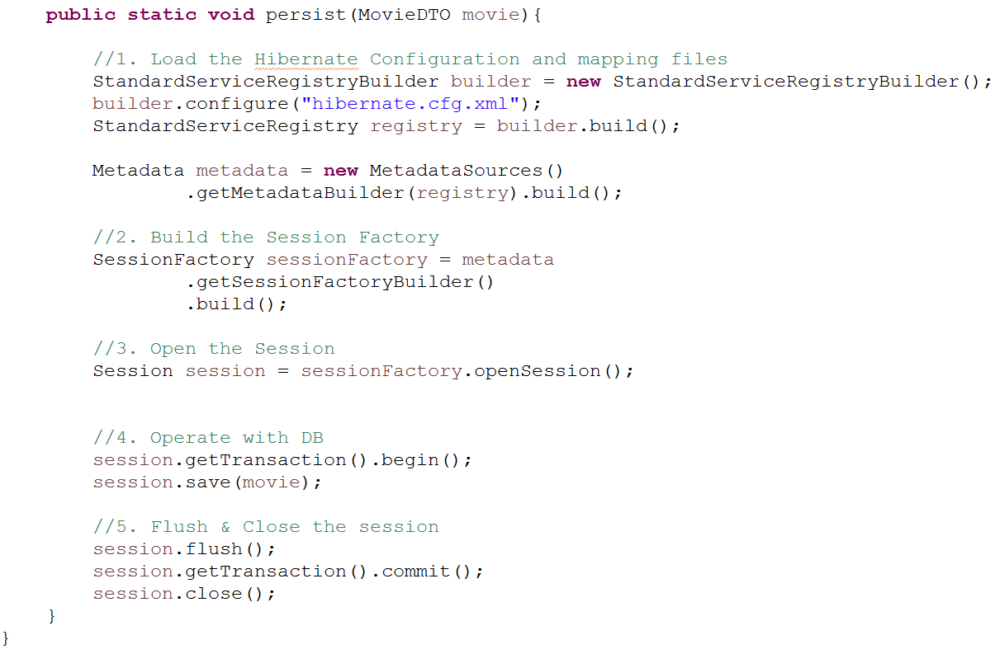 public static void persist(MovieDTO movie){
//1. Load the Hibernate Configuration and mapping files
StandardServiceRegistryBuilder builder = new StandardServiceRegistryBuilder();
builder.configure("hibernate.cfg.xml");
StandardServiceRegistry registry = builder.build();
Metadata metadata = new MetadataSources()
.getMetadataBuilder(registry).build();
//2. Build the Session Factory
SessionFactory sessionFactory = metadata
.getSessionFactoryBuilder()
.build();
//3. Open the Session
Session session = sessionFactory.openSession();
//4. Operate with DB
session.getTransaction().begin();
session.save(movie);
//5. Flush & Close the session
session.flush();
session.getTransaction().commit();
session.close();
}
}